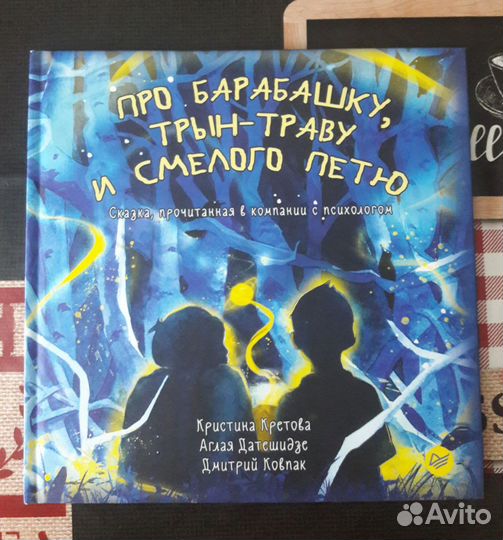 ПРО БАРАБАШКУ,
ТРЫН-ТРАВУ
И СМЕЛОГО ПЕТЮ
Сказка, прочитанная в компании с психологом
Кристина Кретова
Аглая Датешидзе
Дмитрий Ковпак
Avito